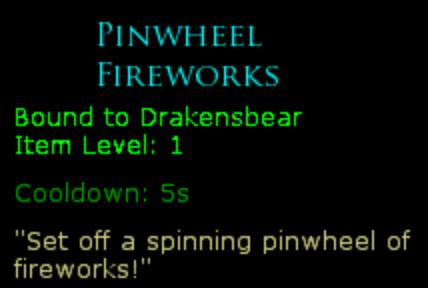 Pinwheel
Fireworks
Bound to Drakensbear
Item Level: 1
Cooldown: 5s
"Set off a spinning pinwheel of
fireworks!"